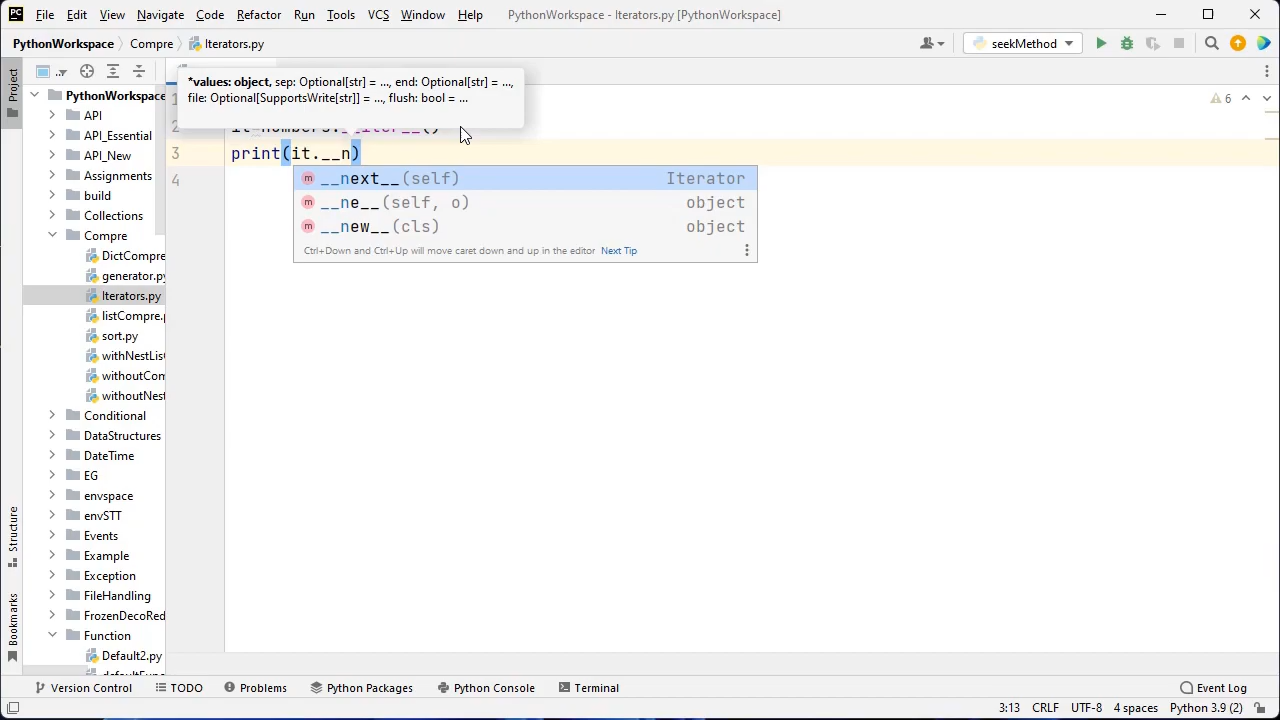 PC File Edit View Navigate Code Refactor Run Tools VCS Window Help PythonWorkspace - Iterators.py [PythonWorkspace]
PythonWorkspace Compre Iterators.py seekMethod
Project
*values: object, sep: Optional[str] = ..., end: Optional[str] = ...,
file: Optional[SupportsWrite[str]] = ..., flush: bool = ...
6
1
2
3 print(it.__n)
4
__next__(self) Iterator
__ne__(self, o) object
__new__(cls) object
Ctrl+Down and Ctrl+Up will move caret down and up in the editor Next Tip
PythonWorkspace
API
API_Essential
API_New
Assignments
build
Collections
Compre
DictCompre
generator.py
Iterators.py
listCompre.
sort.py
withNestLis
withoutCom
withoutNest
Conditional
DataStructures
DateTime
EG
envspace
envSTT
Events
Example
Exception
FileHandling
FrozenDecoRed
Function
Default2.py
Structure
Bookmarks
Version Control TODO Problems Python Packages Python Console Terminal Event Log
3:13 CRLF UTF-8 4 spaces Python 3.9 (2)